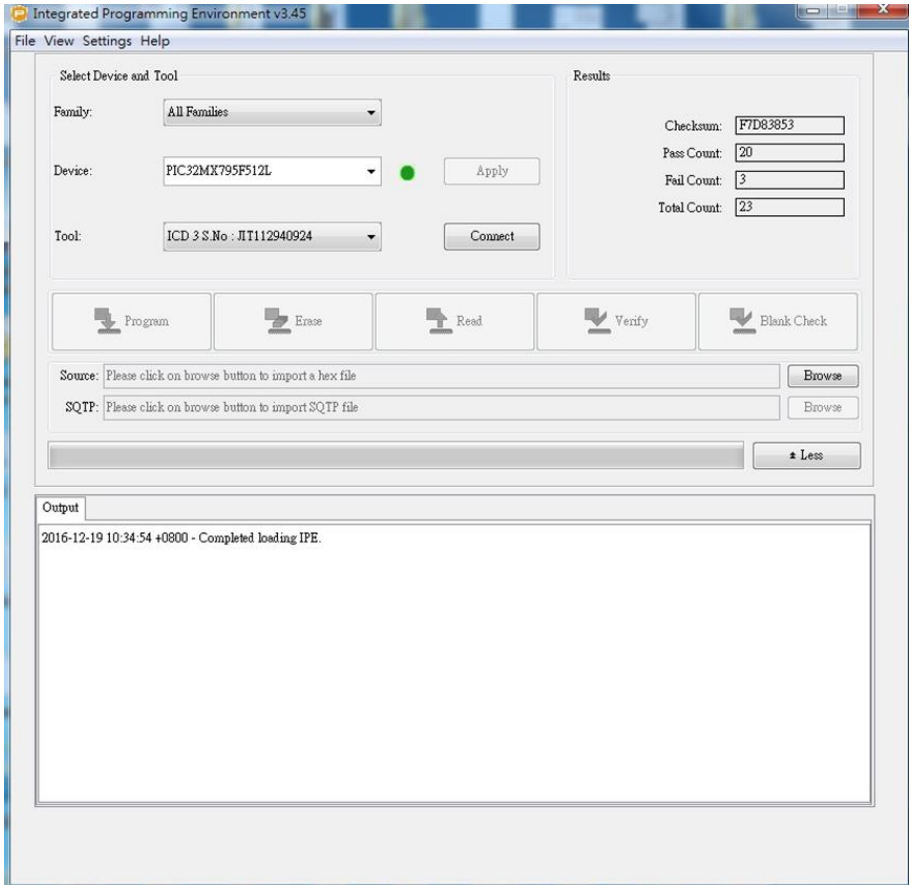 Integrated Programming Environment v3.45
File View Settings Help
Select Device and Tool
Family: All Families
Device: PIC32MX795F512L Apply
Tool: ICD 3 S.No : JIT112940924 Connect
Results
Checksum: F7D83853
Pass Count: 20
Fail Count: 3
Total Count: 23
Program Erase Read Verify Blank Check
Source: Please click on browse button to import a hex file Browse
SQTP: Please click on browse button to import SQTP file Browse
Less
Output
2016-12-19 10:34:54 +0800 - Completed loading IPE.